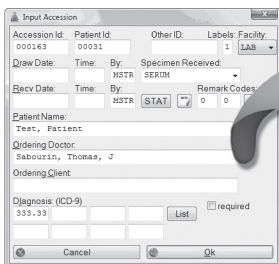 Input Accession
Accession Id: Patient Id: Other ID: Labels: Facility:
000163 00031 1 LAB
Draw Date: Time: By: Specimen Received:
MSTR SERUM
Recv Date: Time: By: Remark Codes:
MSTR STAT 0 0
Patient Name:
Test, Patient
Ordering Doctor:
Sabourin, Thomas, J
Ordering Client:
Diagnosis: (ICD-9)
333.33 List required
Cancel Ok